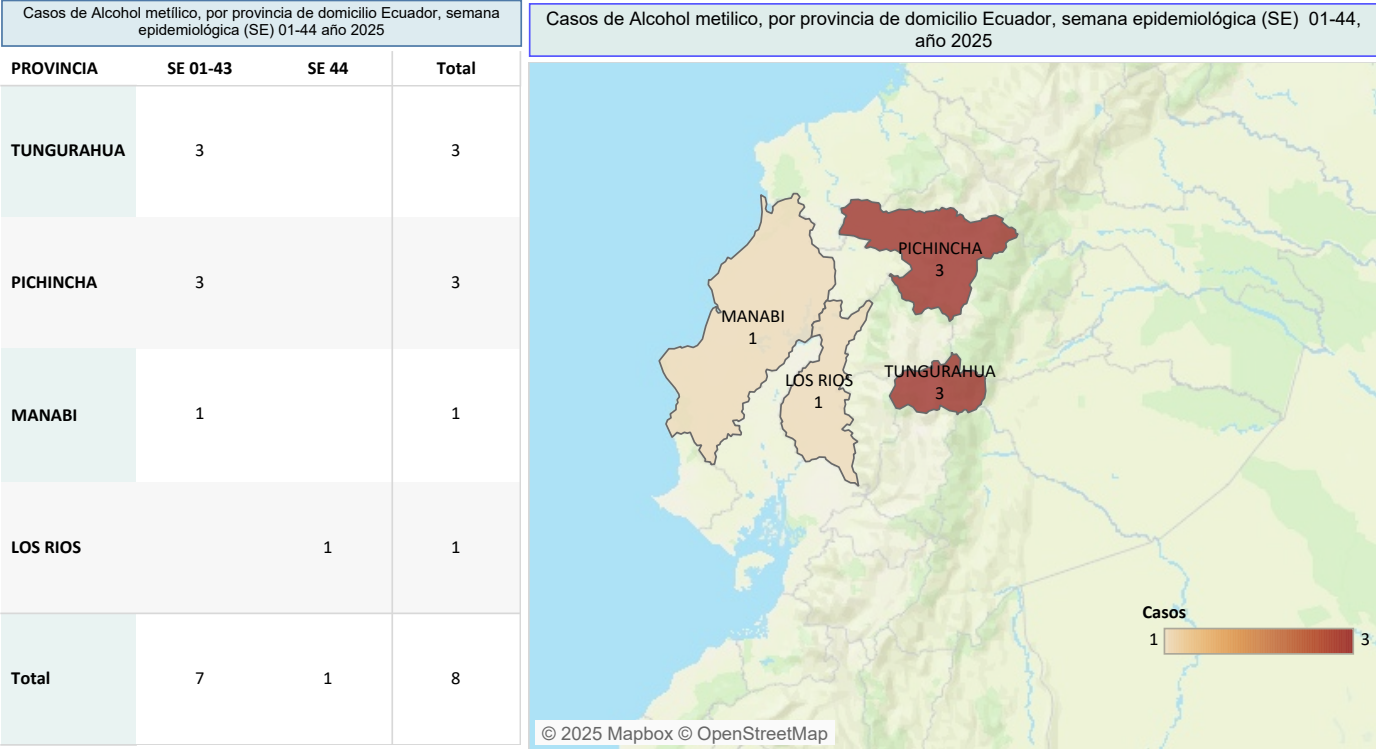 Casos de Alcohol metílico, por provincia de domicilio Ecuador, semana
epidemiológica (SE) 01-44 año 2025
PROVINCIA SE 01-43 SE 44 Total
TUNGURAHUA 3 3
PICHINCHA 3 3
MANABI 1 1
LOS RIOS 1 1
Total 7 1 8
Casos de Alcohol metilico, por provincia de domicilio Ecuador, semana epidemiológica (SE) 01-44,
año 2025
PICHINCHA
3
MANABI
1
TUNGURAHUA
3
LOS RIOS
1
Casos
1 3
© 2025 Mapbox © OpenStreetMap